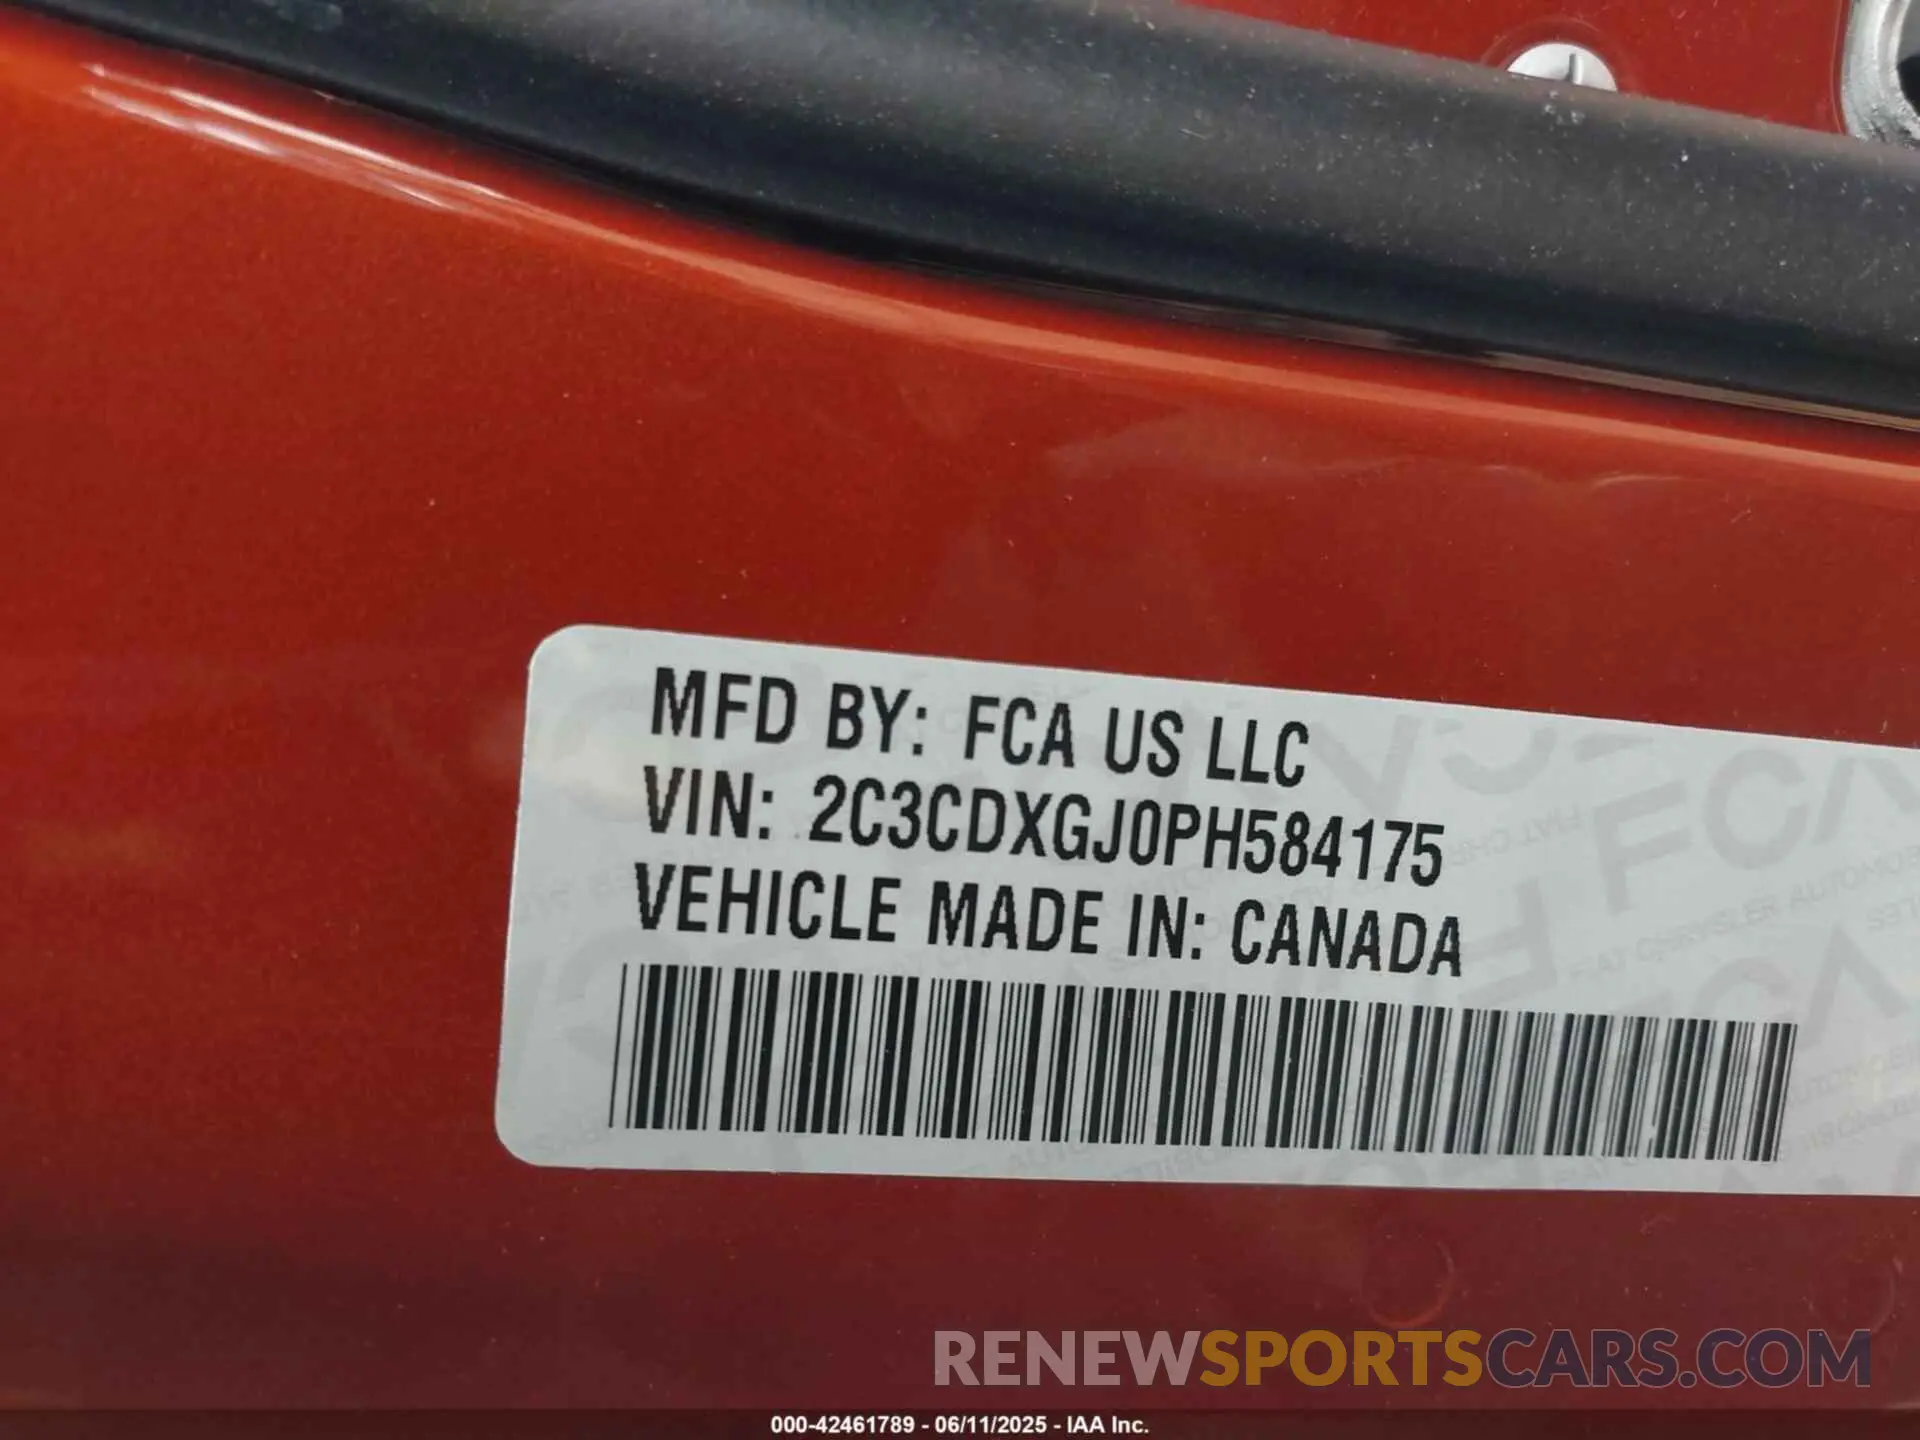 MFD BY: FCA US LLC
VIN: 2C3CDXGJ0PH584175
VEHICLE MADE IN: CANADA
RENEWSPORTSCARS.COM
000-42461789 - 06/11/2025 - IAA Inc.